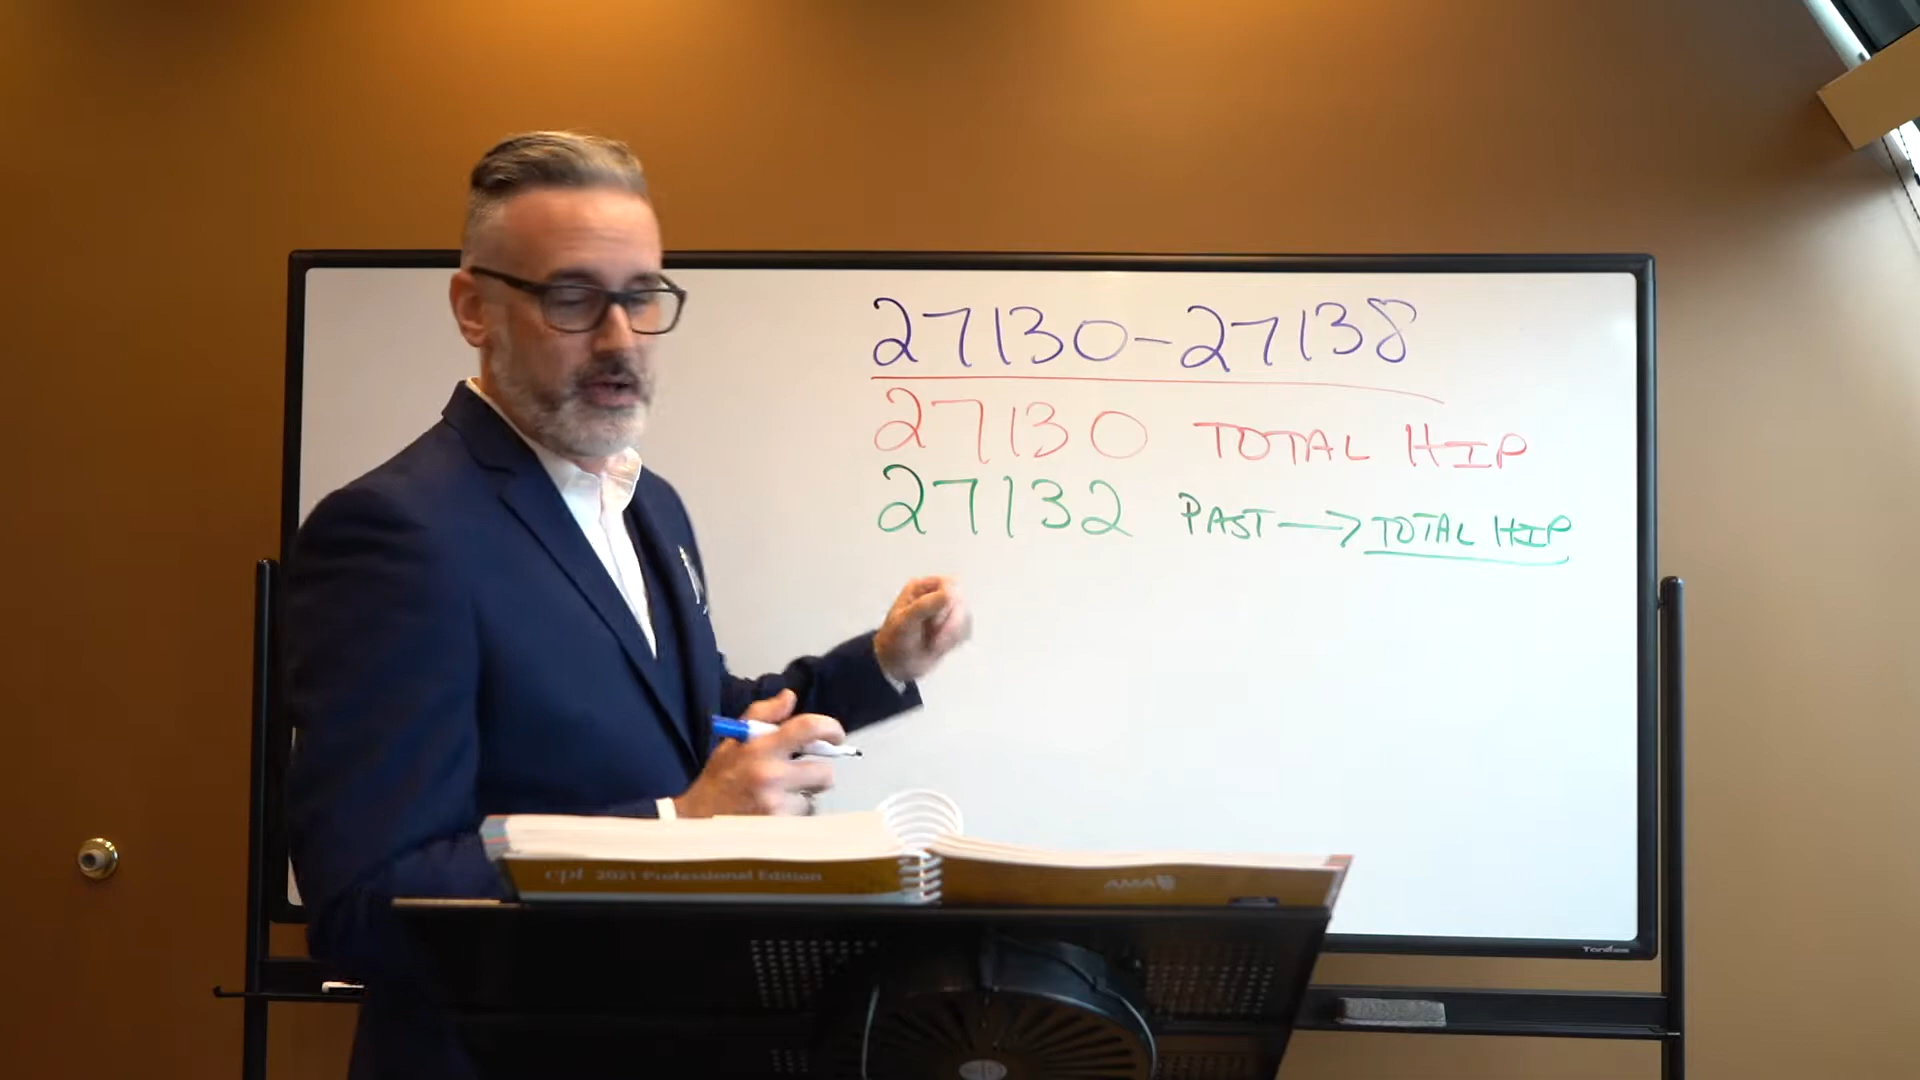 27130-27138
27130 TOTAL HIP
27132 PAST → TOTAL HIP
cpt 2021 Professional Edition
AMA